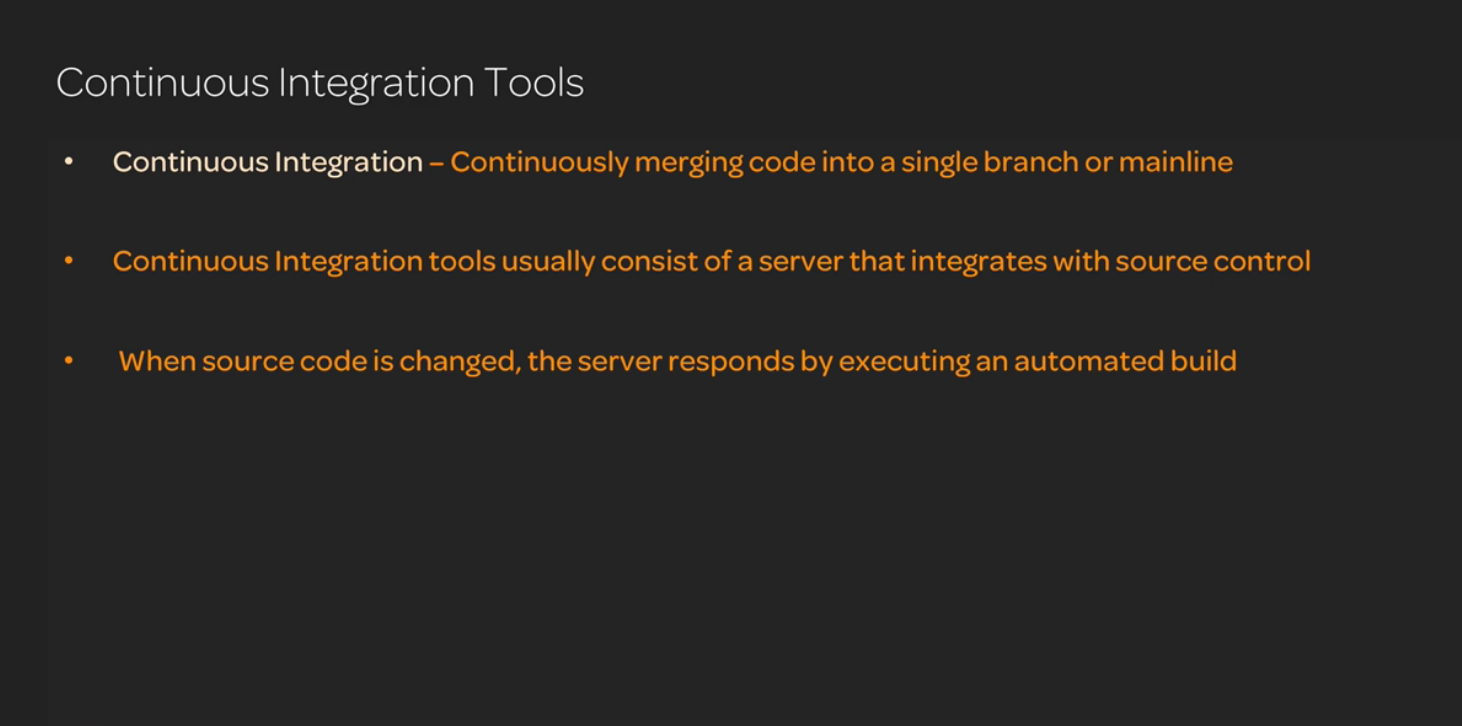 Continuous Integration Tools
• Continuous Integration – Continuously merging code into a single branch or mainline
• Continuous Integration tools usually consist of a server that integrates with source control
• When source code is changed, the server responds by executing an automated build